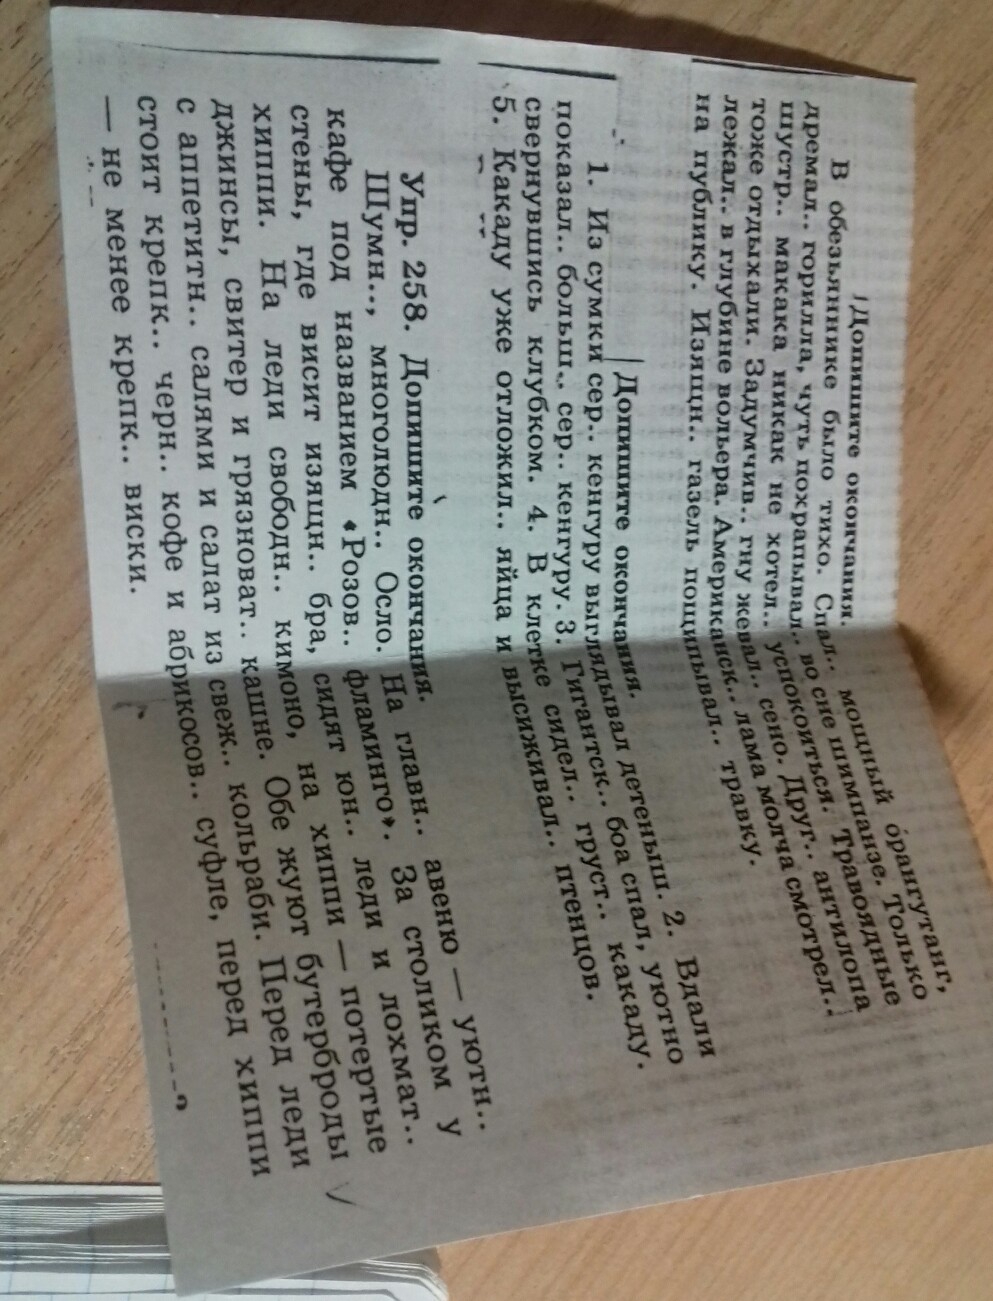 Допишите окончания.
В обезьяннике было тихо. Спал.. мощный орангутанг,
дремал.. горилла, чуть похрапывал.. во сне шимпанзе. Только
шустр.. макака никак не хотел.. успокоиться. Травоядные
тоже отдыхали. Задумчив.. гну жевал.. сено. Друг.. антилопа
лежал.. в глубине вольера. Американск.. лама молча смотрел..
на публику. Изящн.. газель пощипывал.. травку.
Допишите окончания.
1. Из сумки сер.. кенгуру выглядывал детеныш. 2. Вдали
показал.. больш.. сер.. кенгуру. 3. Гигантск.. боа спал, уютно
свернувшись клубком. 4. В клетке сидел.. груст.. какаду.
5. Какаду уже отложил.. яйца и высиживал.. птенцов.
Упр. 258. Допишите окончания.
Шумн.., многолюдн.. Осло. На главн.. авеню — уютн..
кафе под названием «Розов.. фламинго». За столиком у
стены, где висит изящн.. бра, сидят юн.. леди и лохмат..
хиппи. На леди свободн.. кимоно, на хиппи — потертые
джинсы, свитер и грязноват.. кашне. Обе жуют бутерброды
с аппетитн.. салями и салат из свеж.. кольраби. Перед леди
стоит крепк.. черн.. кофе и абрикосов.. суфле, перед хиппи
— не менее крепк.. виски.